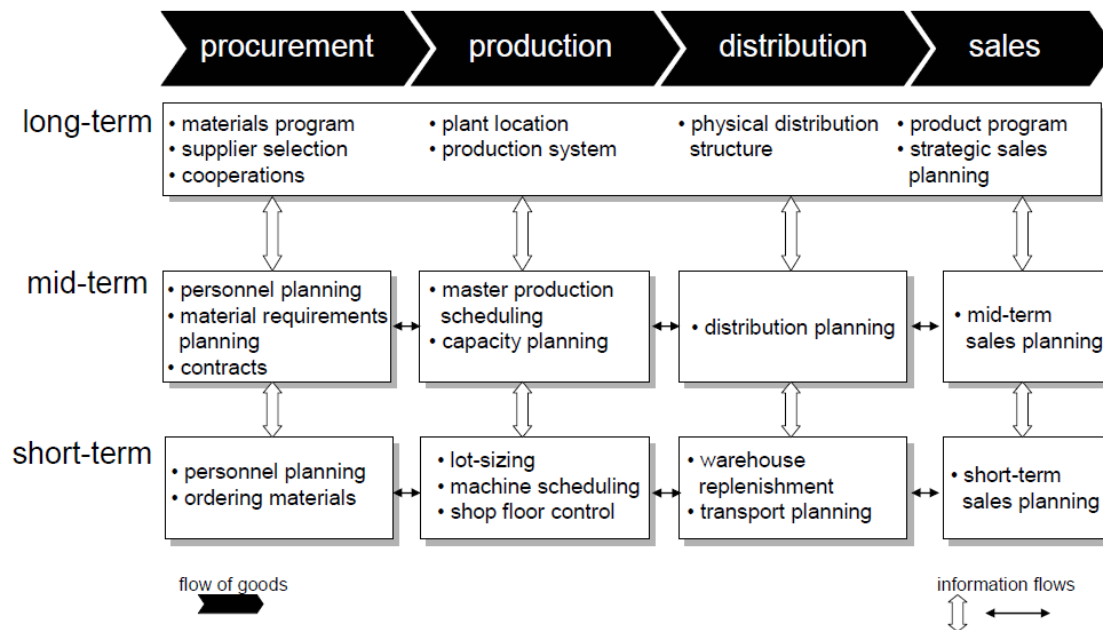 procurement production distribution sales
long-term
• materials program
• supplier selection
• cooperations
• plant location
• production system
• physical distribution
structure
• product program
• strategic sales
planning
mid-term
• personnel planning
• material requirements
planning
• contracts
• master production
scheduling
• capacity planning
• distribution planning
• mid-term
sales planning
short-term
• personnel planning
• ordering materials
• lot-sizing
• machine scheduling
• shop floor control
• warehouse
replenishment
• transport planning
• short-term
sales planning
flow of goods
information flows